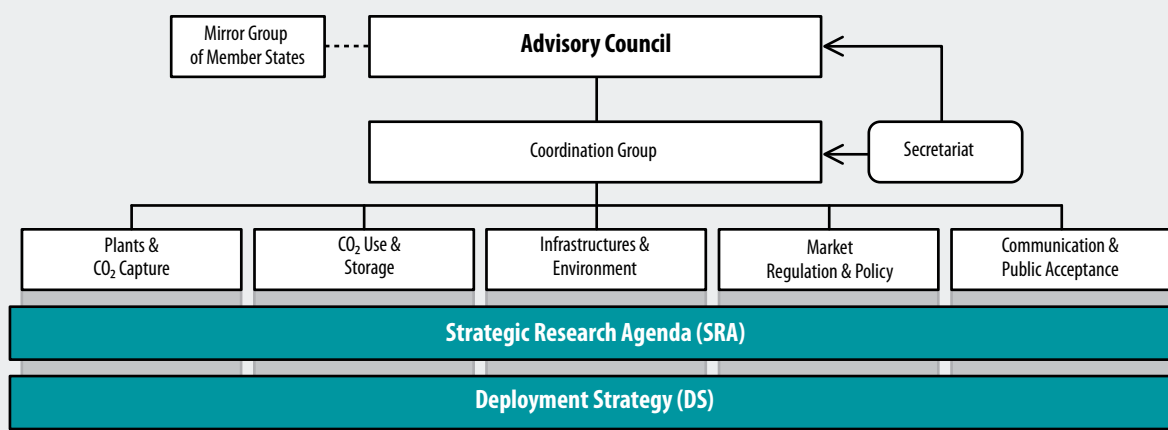 Mirror Group
of Member States
Advisory Council
Coordination Group
Secretariat
Plants &
CO₂ Capture
CO₂ Use &
Storage
Infrastructures &
Environment
Market
Regulation & Policy
Communication &
Public Acceptance
Strategic Research Agenda (SRA)
Deployment Strategy (DS)